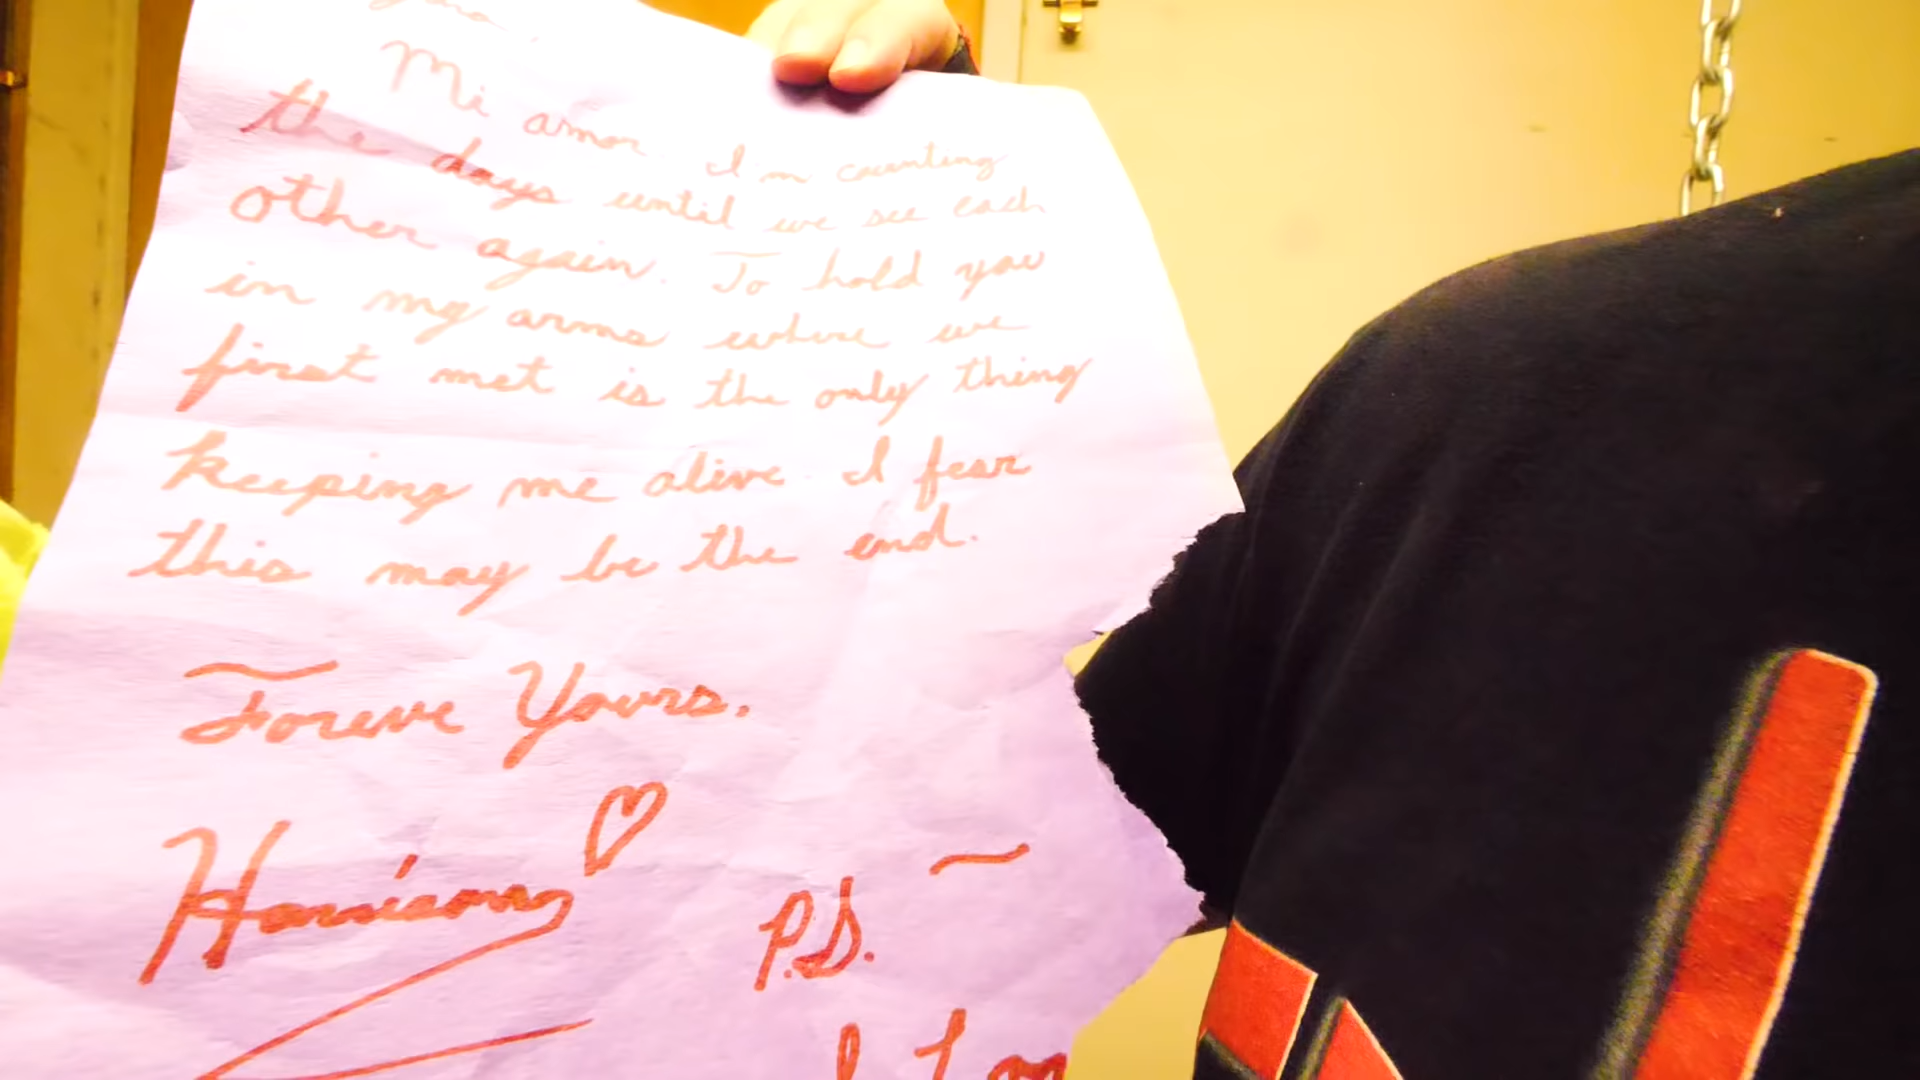 Mi amor. I'm counting
the days until we see each
other again. To hold you
in my arms where we
first met is the only thing
keeping me alive. I fear
this may be the end.
Foreve Yours.
Harrison
P.S.